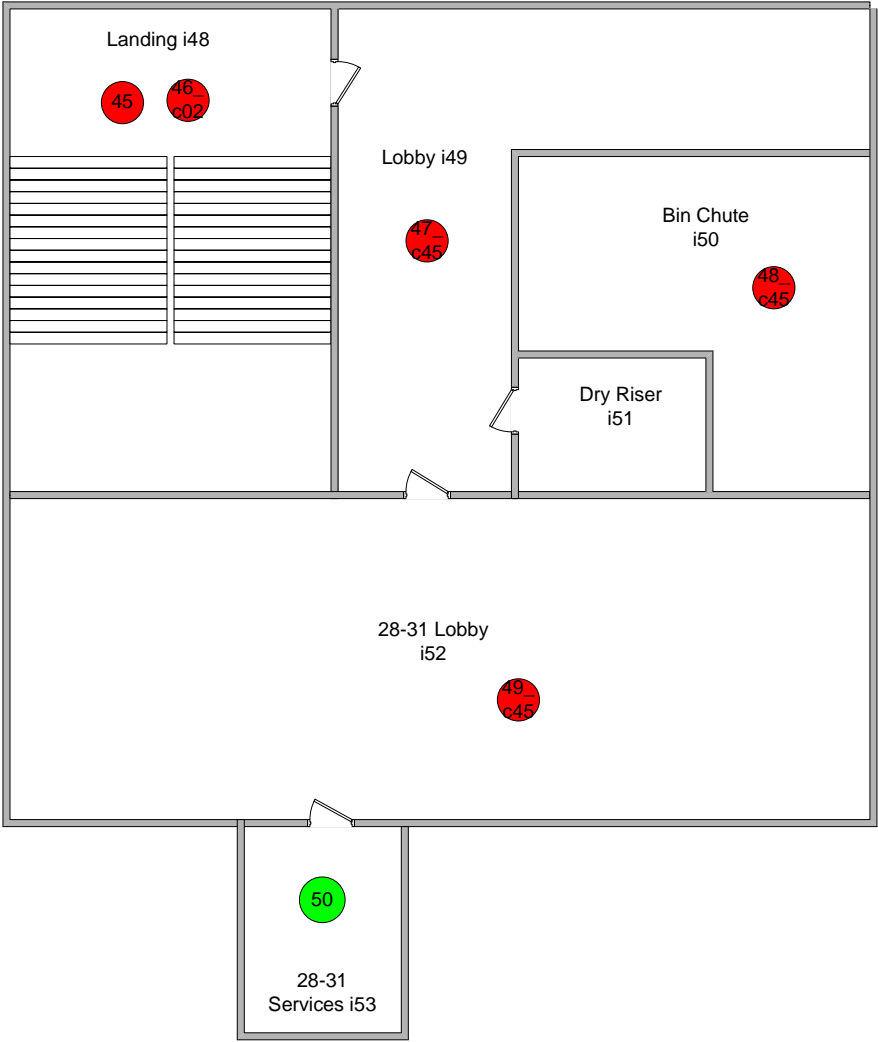 Landing i48
45
46_
c02
Lobby i49
47_
c45
Bin Chute
i50
48_
c45
Dry Riser
i51
28-31 Lobby
i52
49_
c45
50
28-31
Services i53